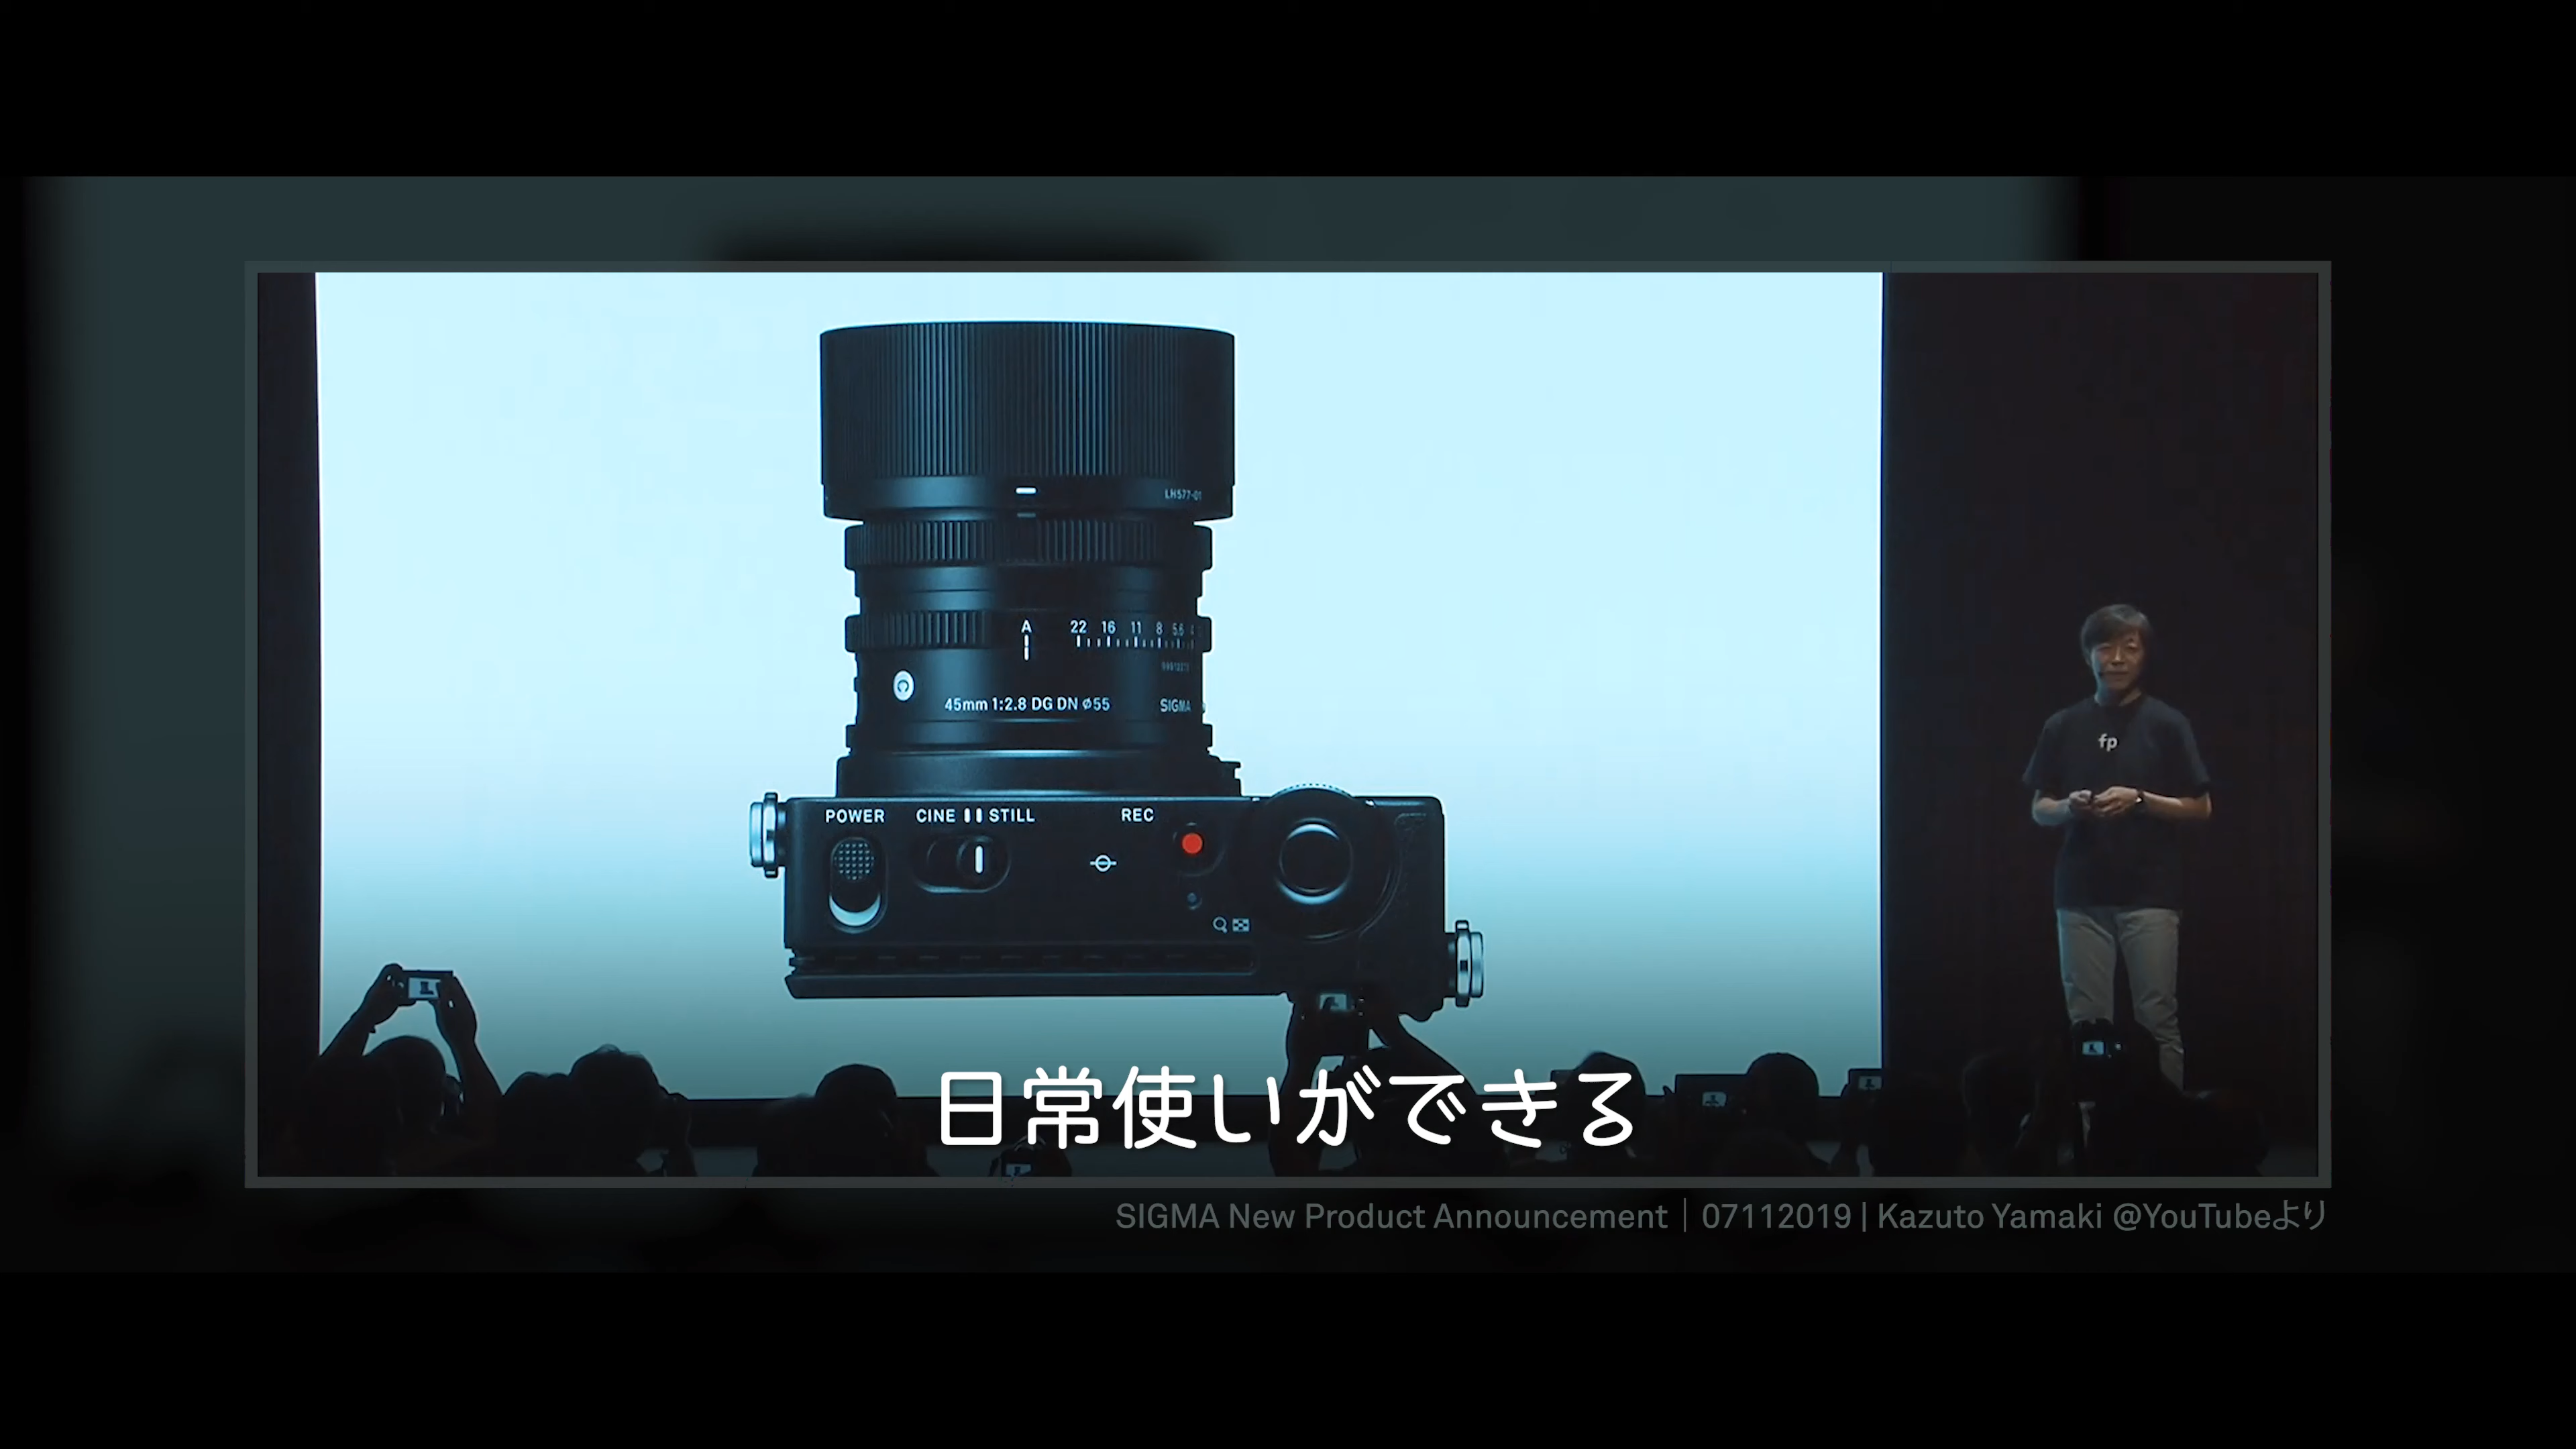 LH577-01
A 22 16 11 8 5.6 4
C
45mm 1:2.8 DG DN ø55 SIGMA
fp
POWER CINE STILL REC
日常使いができる
SIGMA New Product Announcement｜07112019 | Kazuto Yamaki @YouTubeより